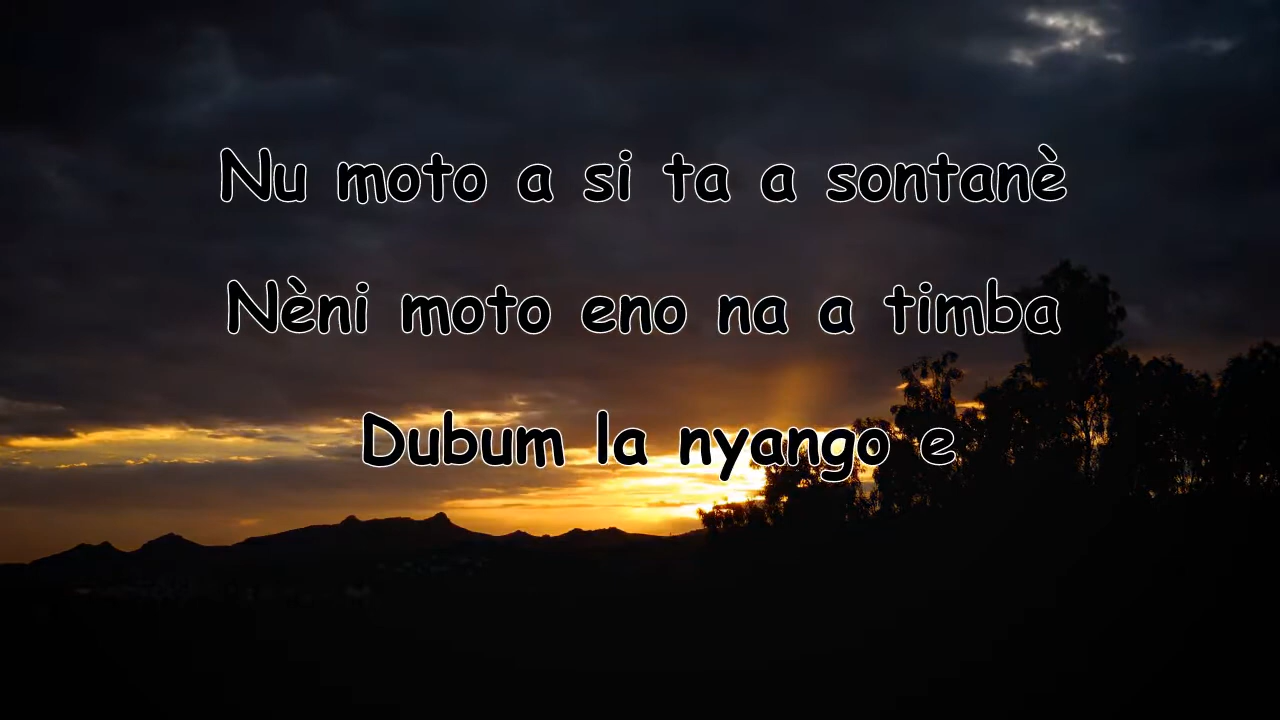 Nu moto a si ta a sontanè
Nèni moto eno na a timba
Dubum la nyango e